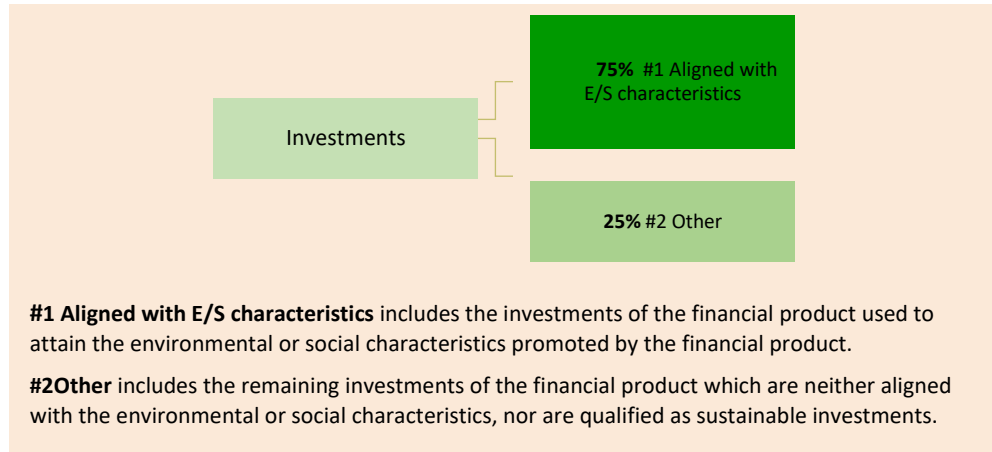 75% #1 Aligned with
E/S characteristics
Investments
25% #2 Other
#1 Aligned with E/S characteristics includes the investments of the financial product used to
attain the environmental or social characteristics promoted by the financial product.
#2Other includes the remaining investments of the financial product which are neither aligned
with the environmental or social characteristics, nor are qualified as sustainable investments.